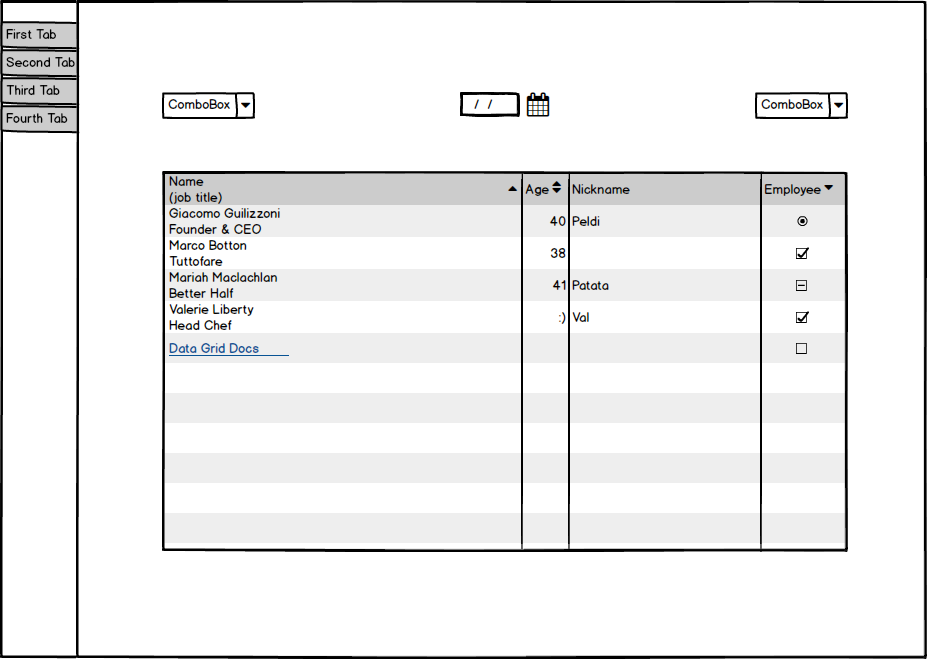 First Tab
Second Tab
Third Tab
Fourth Tab
ComboBox
/ /
ComboBox
Name
(job title)
Age
Nickname
Employee
Giacomo Guilizzoni
Founder & CEO
40
Peldi
Marco Botton
Tuttofare
38
Mariah Maclachlan
Better Half
41
Patata
Valerie Liberty
Head Chef
:)
Val
Data Grid Docs